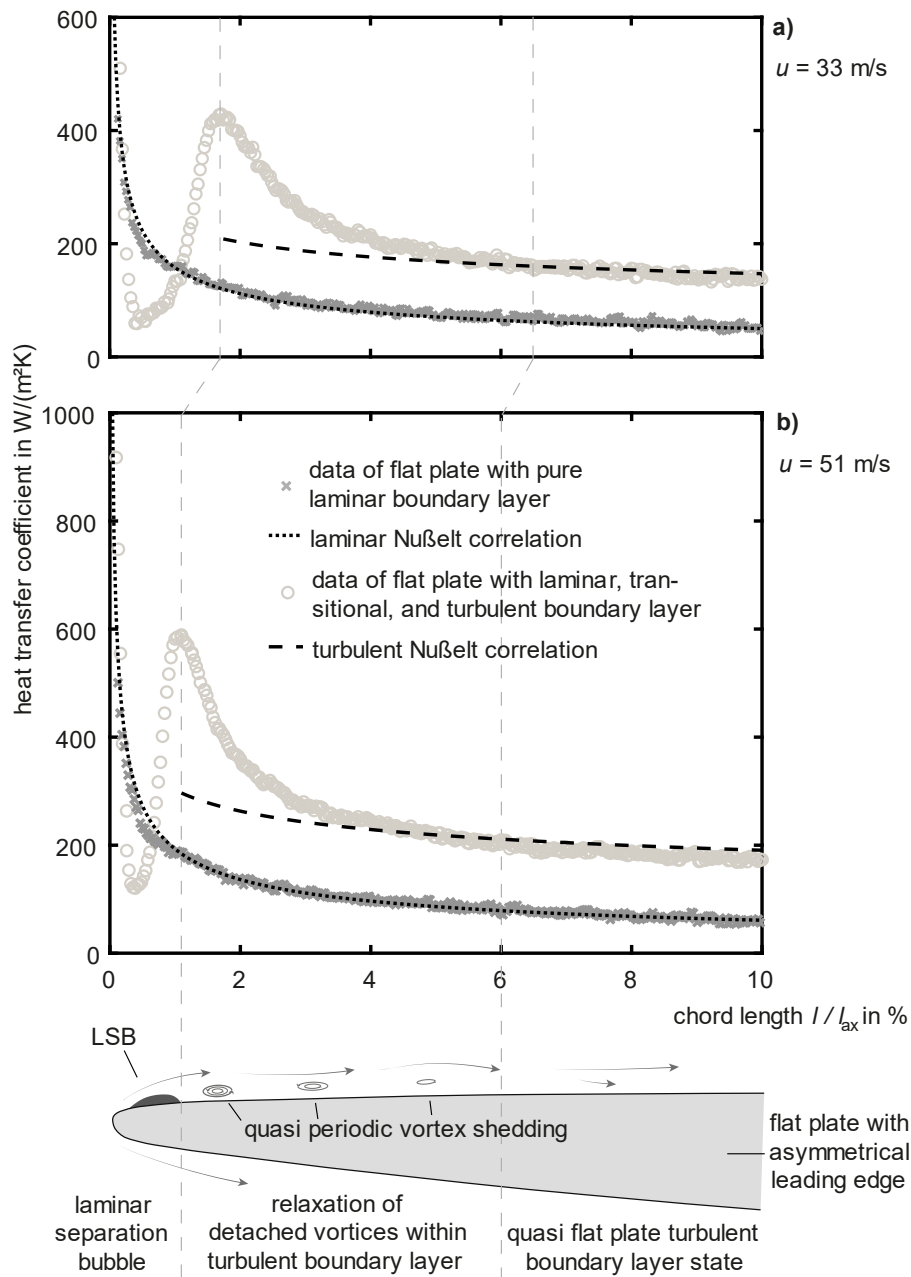 600
400
200
0
a)
u = 33 m/s
heat transfer coefficient in W/(m²K)
1000
800
600
400
200
0
b)
u = 51 m/s
data of flat plate with pure
laminar boundary layer
laminar Nußelt correlation
data of flat plate with laminar, tran-
sitional, and turbulent boundary layer
turbulent Nußelt correlation
0 2 4 6 8 10
chord length l / lax in %
LSB
quasi periodic vortex shedding
flat plate with
asymmetrical
leading edge
laminar
separation
bubble
relaxation of
detached vortices within
turbulent boundary layer
quasi flat plate turbulent
boundary layer state